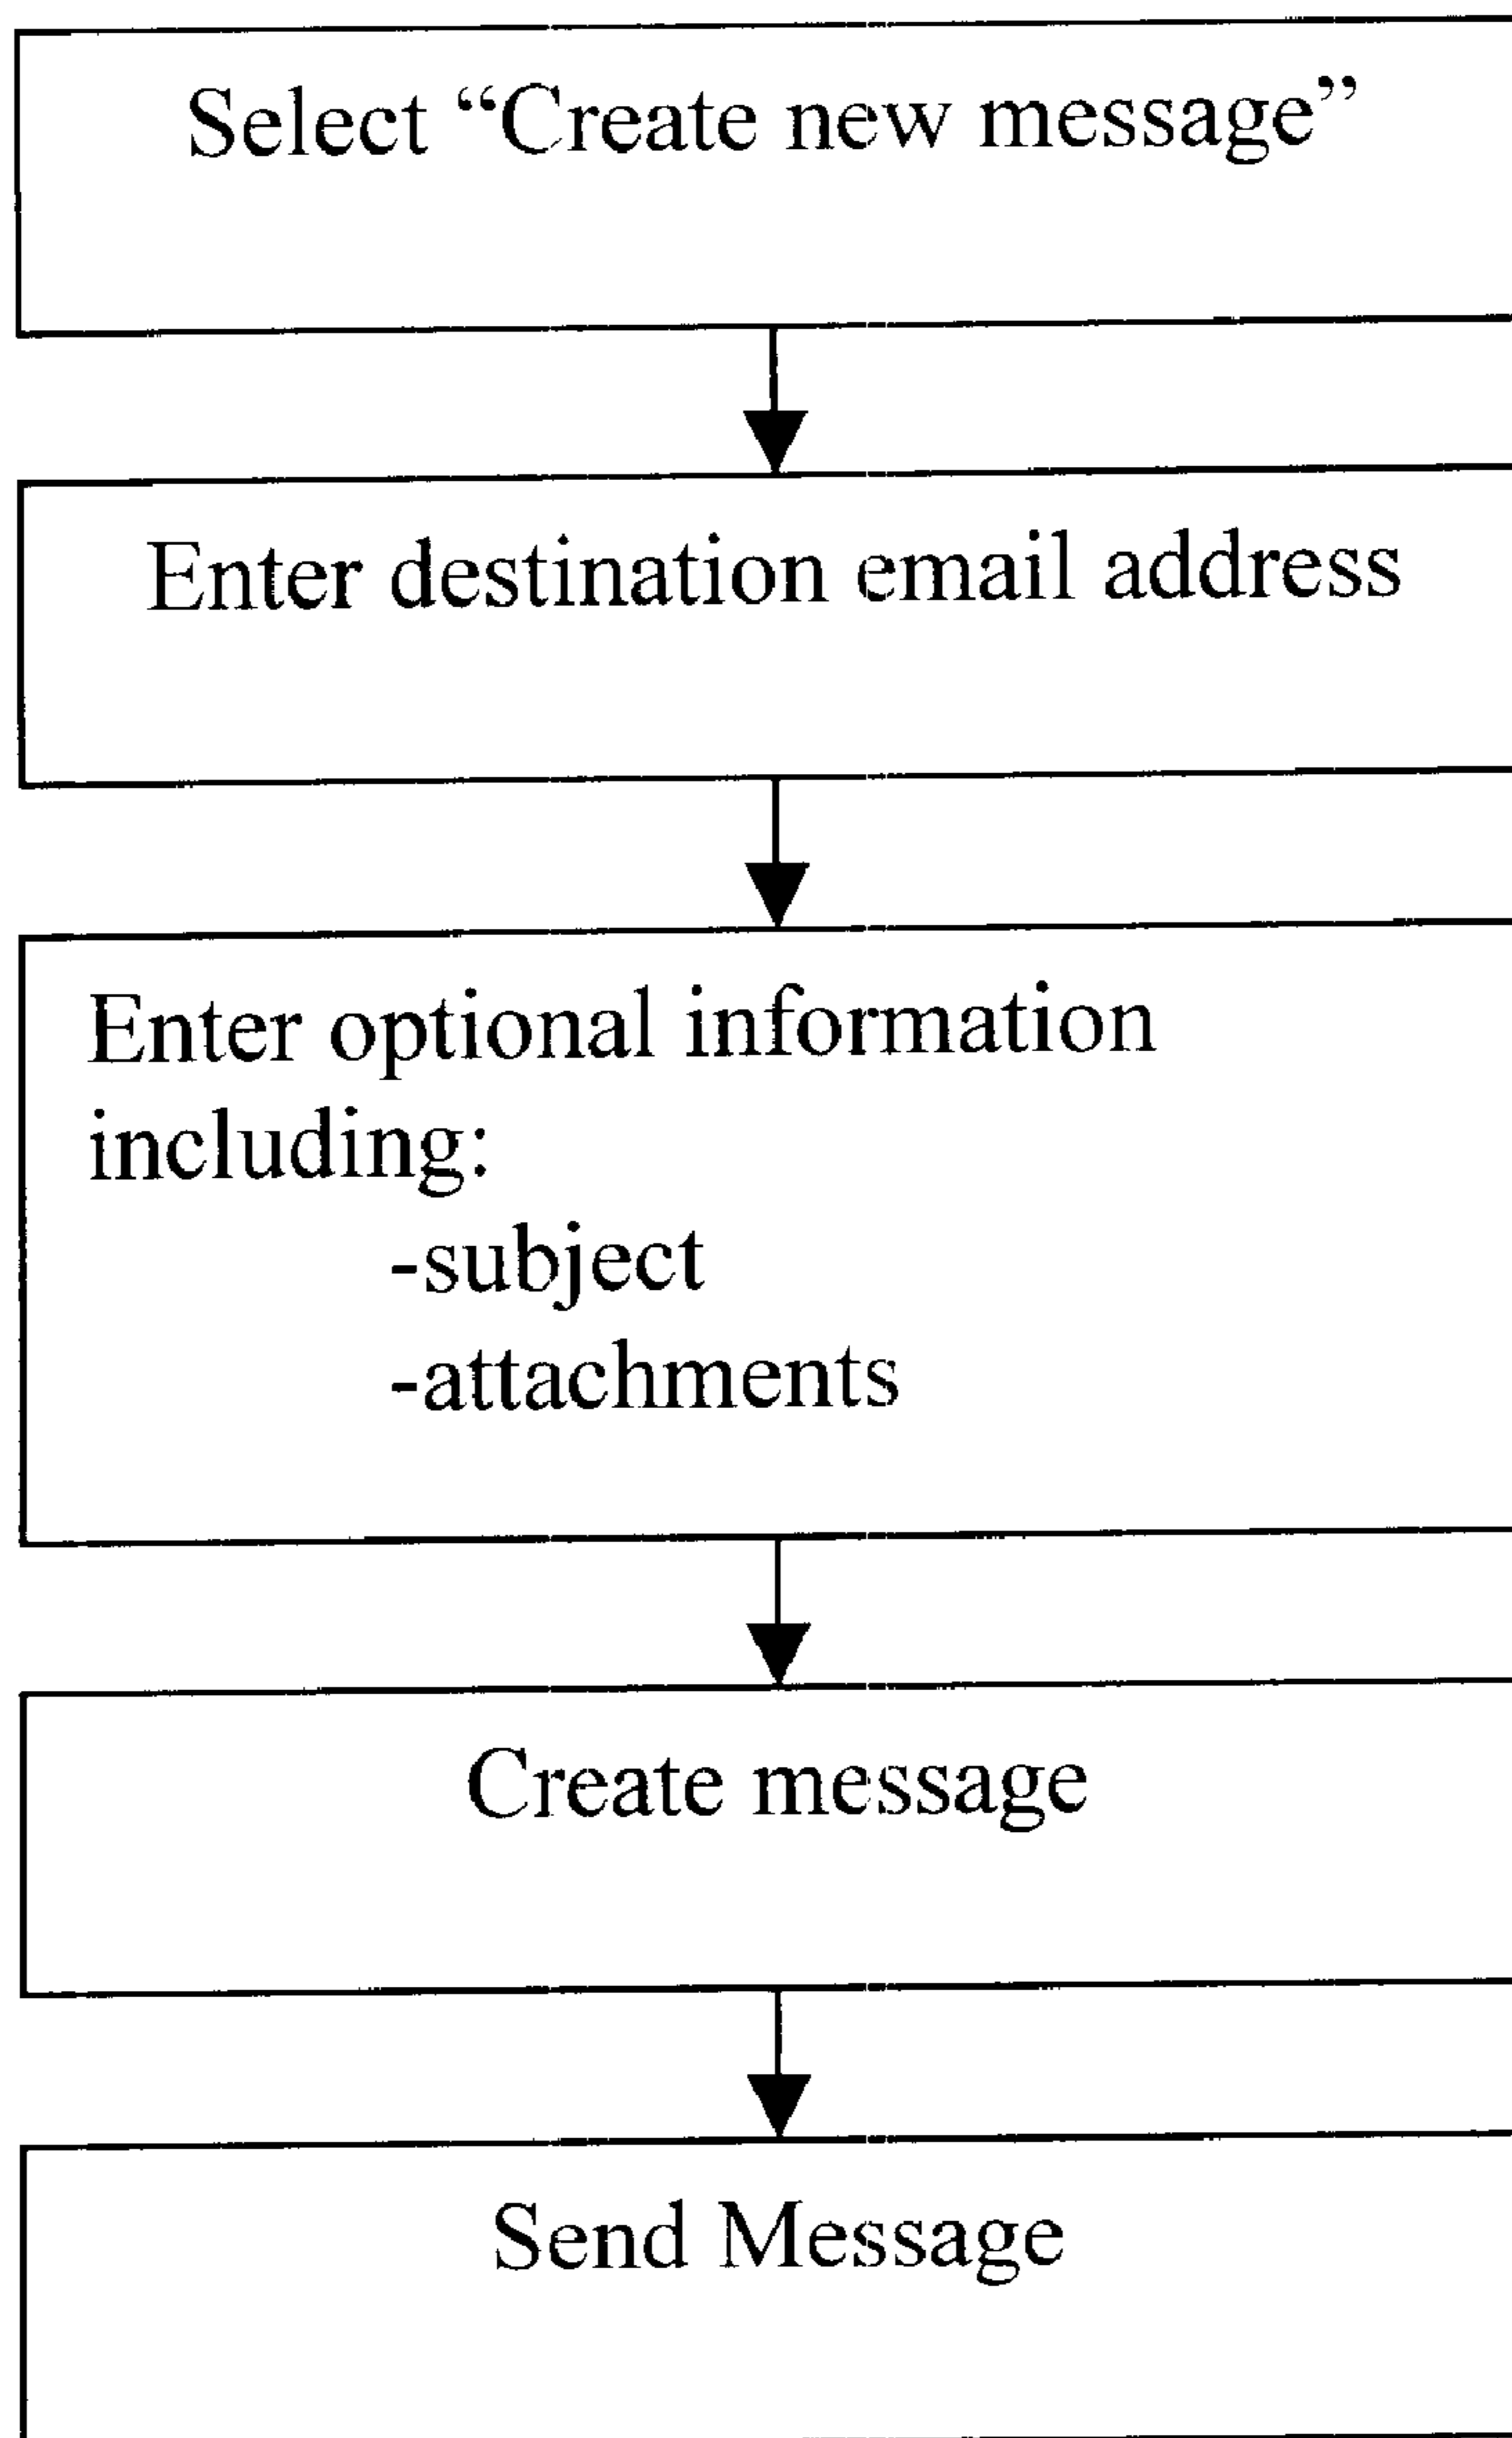 Select “Create new message”
Enter destination email address
Enter optional information
including:
-subject
-attachments
Create message
Send Message